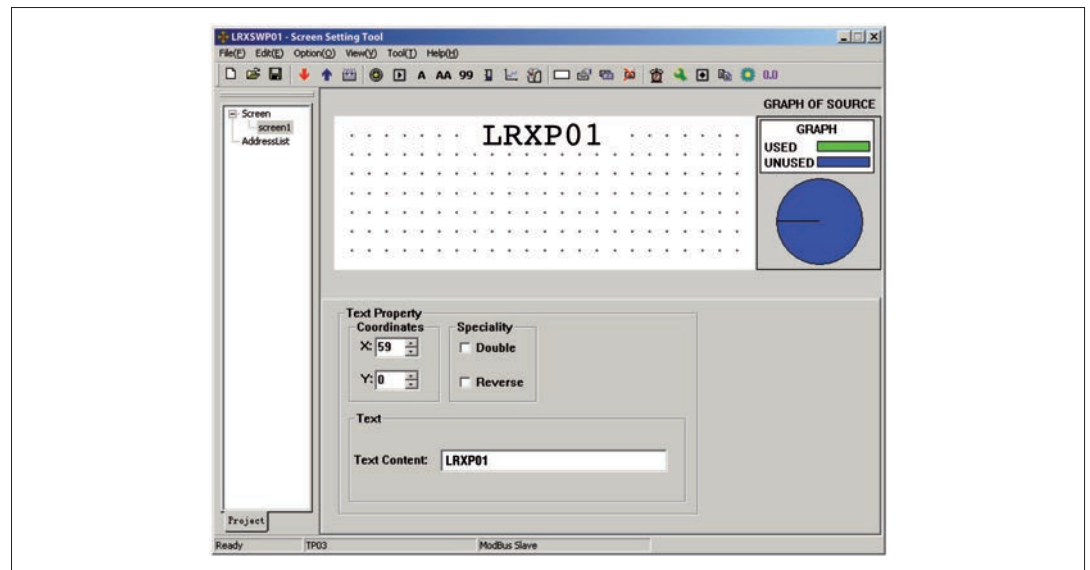 LRXSWP01 - Screen Setting Tool
File(F) Edit(E) Option(O) View(V) Tool(T) Help(H)
A AA 99 0.0
Screen
screen1
AddressList
LRXP01
GRAPH OF SOURCE
GRAPH
USED
UNUSED
Text Property
Coordinates
X: 59
Y: 0
Speciality
Double
Reverse
Text
Text Content: LRXP01
Project
Ready TP03 ModBus Slave